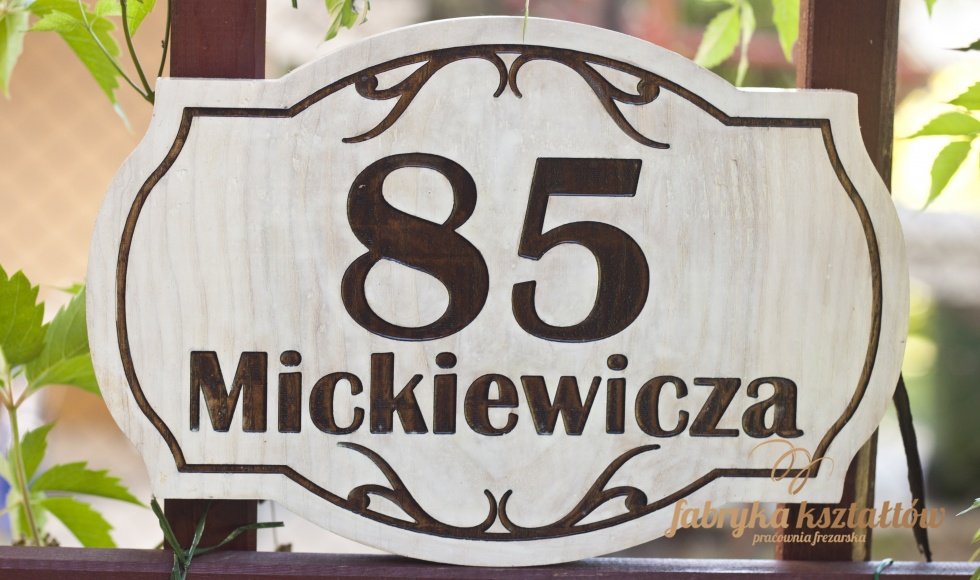 85
Mickiewicza
fabryka kształtów
pracownia frezarska